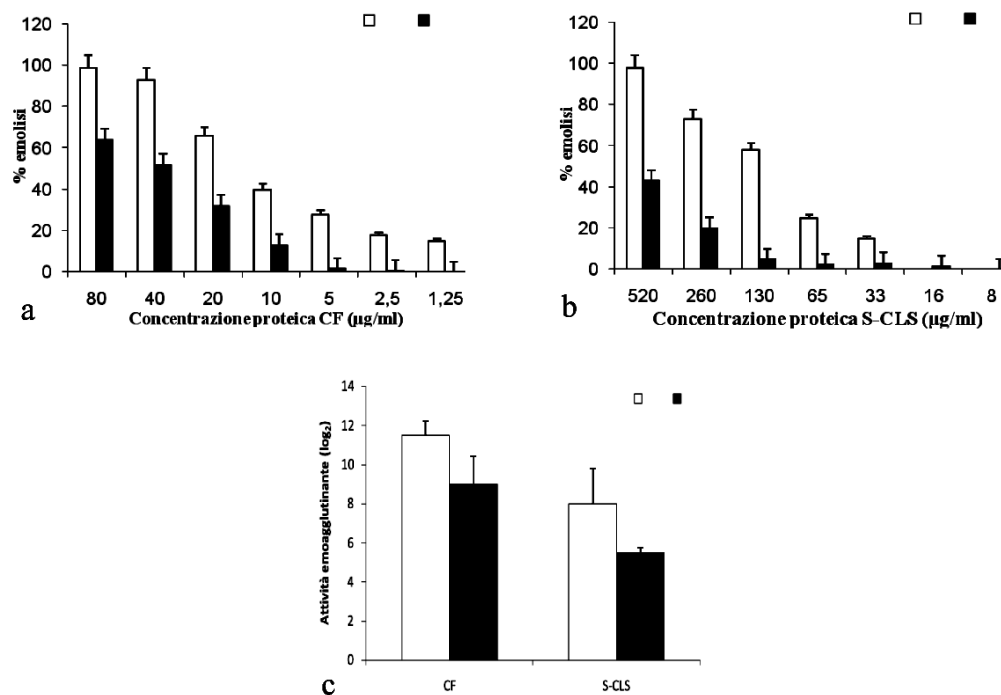 120
100
80
60
40
20
0
% emolisi
80 40 20 10 5 2,5 1,25
Concentrazione proteica CF (µg/ml)
a
120
100
80
60
40
20
0
% emolisi
520 260 130 65 33 16 8
Concentrazione proteica S-CLS (µg/ml)
b
14
12
10
8
6
4
2
0
Attività emoagglutinante (log₂)
CF S-CLS
c